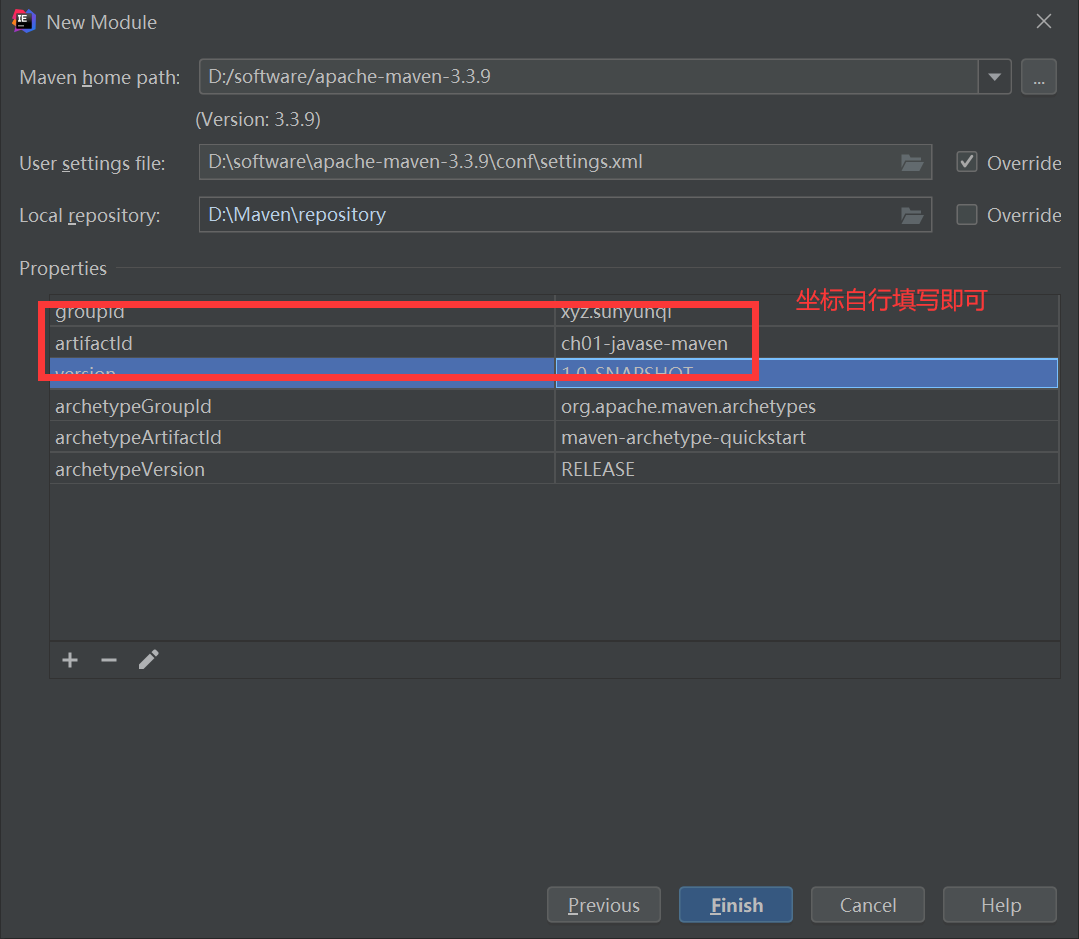 New Module
Maven home path: D:/software/apache-maven-3.3.9 ...
(Version: 3.3.9)
User settings file: D:\software\apache-maven-3.3.9\conf\settings.xml Override
Local repository: D:\Maven\repository Override
Properties
坐标自行填写即可
groupId xyz.sunyunqi
artifactId ch01-javase-maven
version 1.0-SNAPSHOT
archetypeGroupId org.apache.maven.archetypes
archetypeArtifactId maven-archetype-quickstart
archetypeVersion RELEASE
Previous Finish Cancel Help